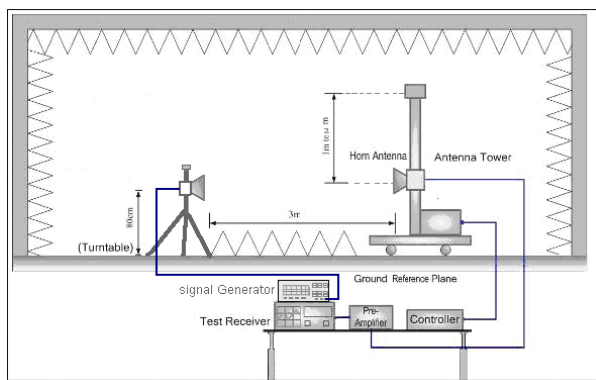 Horn Antenna
Antenna Tower
80cm
3m
(Turntable)
Ground Reference Plane
signal Generator
Test Receiver
Pre-
Amplifier
Controller